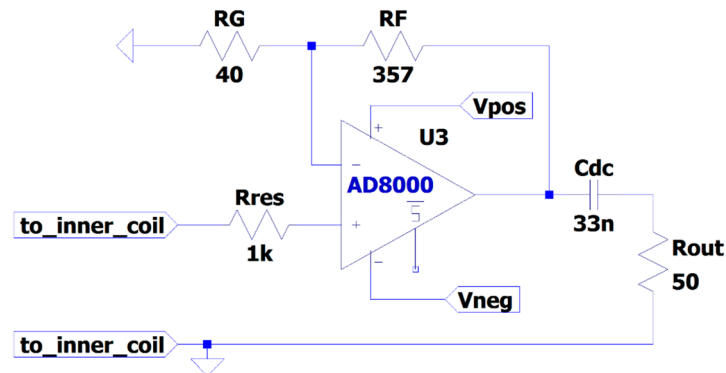 RG
RF
40
357
Vpos
+
U3
−
AD8000
Cdc
Rres
to_inner_coil
+
1k
33n
Rout
50
−
Vneg
to_inner_coil